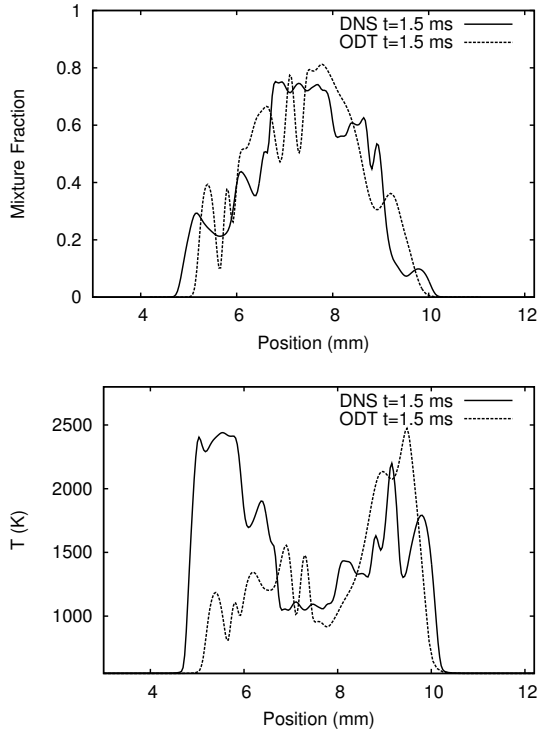 1
0.8
0.6
0.4
0.2
0
Mixture Fraction
DNS t=1.5 ms
ODT t=1.5 ms
4 6 8 10 12
Position (mm)
2500
2000
1500
1000
T (K)
DNS t=1.5 ms
ODT t=1.5 ms
4 6 8 10 12
Position (mm)